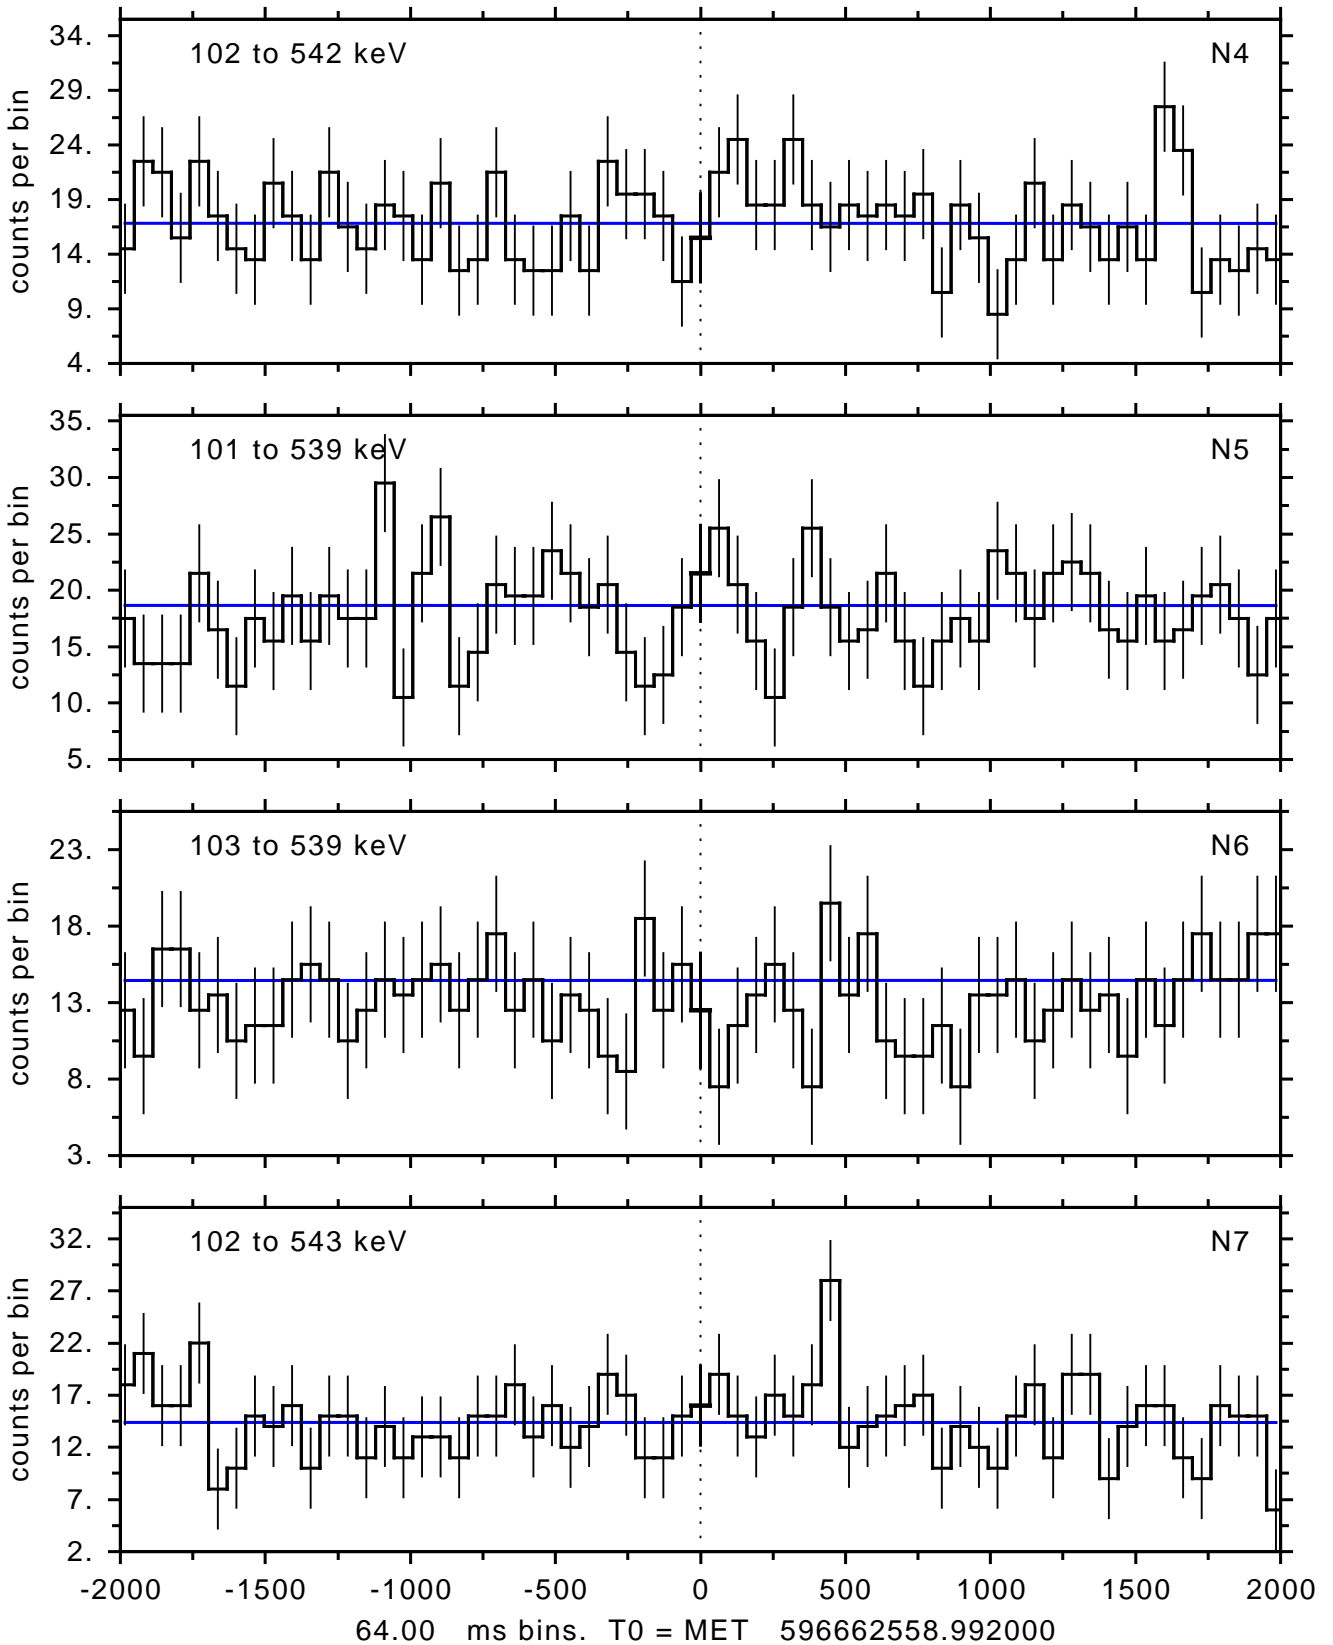 102 to 542 keV N4
34.
29.
24.
19.
14.
9.
4.
counts per bin
101 to 539 keV N5
35.
30.
25.
20.
15.
10.
5.
counts per bin
103 to 539 keV N6
23.
18.
13.
8.
3.
counts per bin
102 to 543 keV N7
32.
27.
22.
17.
12.
7.
2.
counts per bin
-2000 -1500 -1000 -500 0 500 1000 1500 2000
64.00 ms bins. T0 = MET 596662558.992000